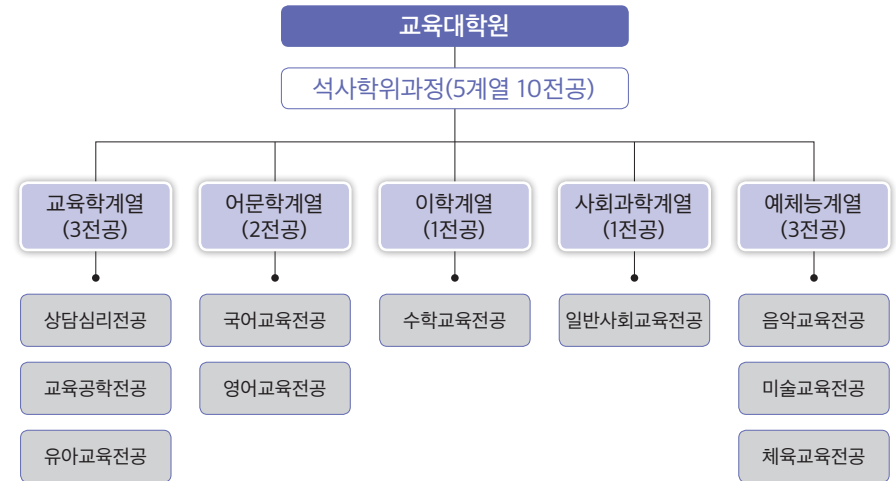 교육대학원
석사학위과정(5계열 10전공)
교육학계열
(3전공)
어문학계열
(2전공)
이학계열
(1전공)
사회과학계열
(1전공)
예체능계열
(3전공)
상담심리전공
국어교육전공
수학교육전공
일반사회교육전공
음악교육전공
교육공학전공
영어교육전공
미술교육전공
유아교육전공
체육교육전공